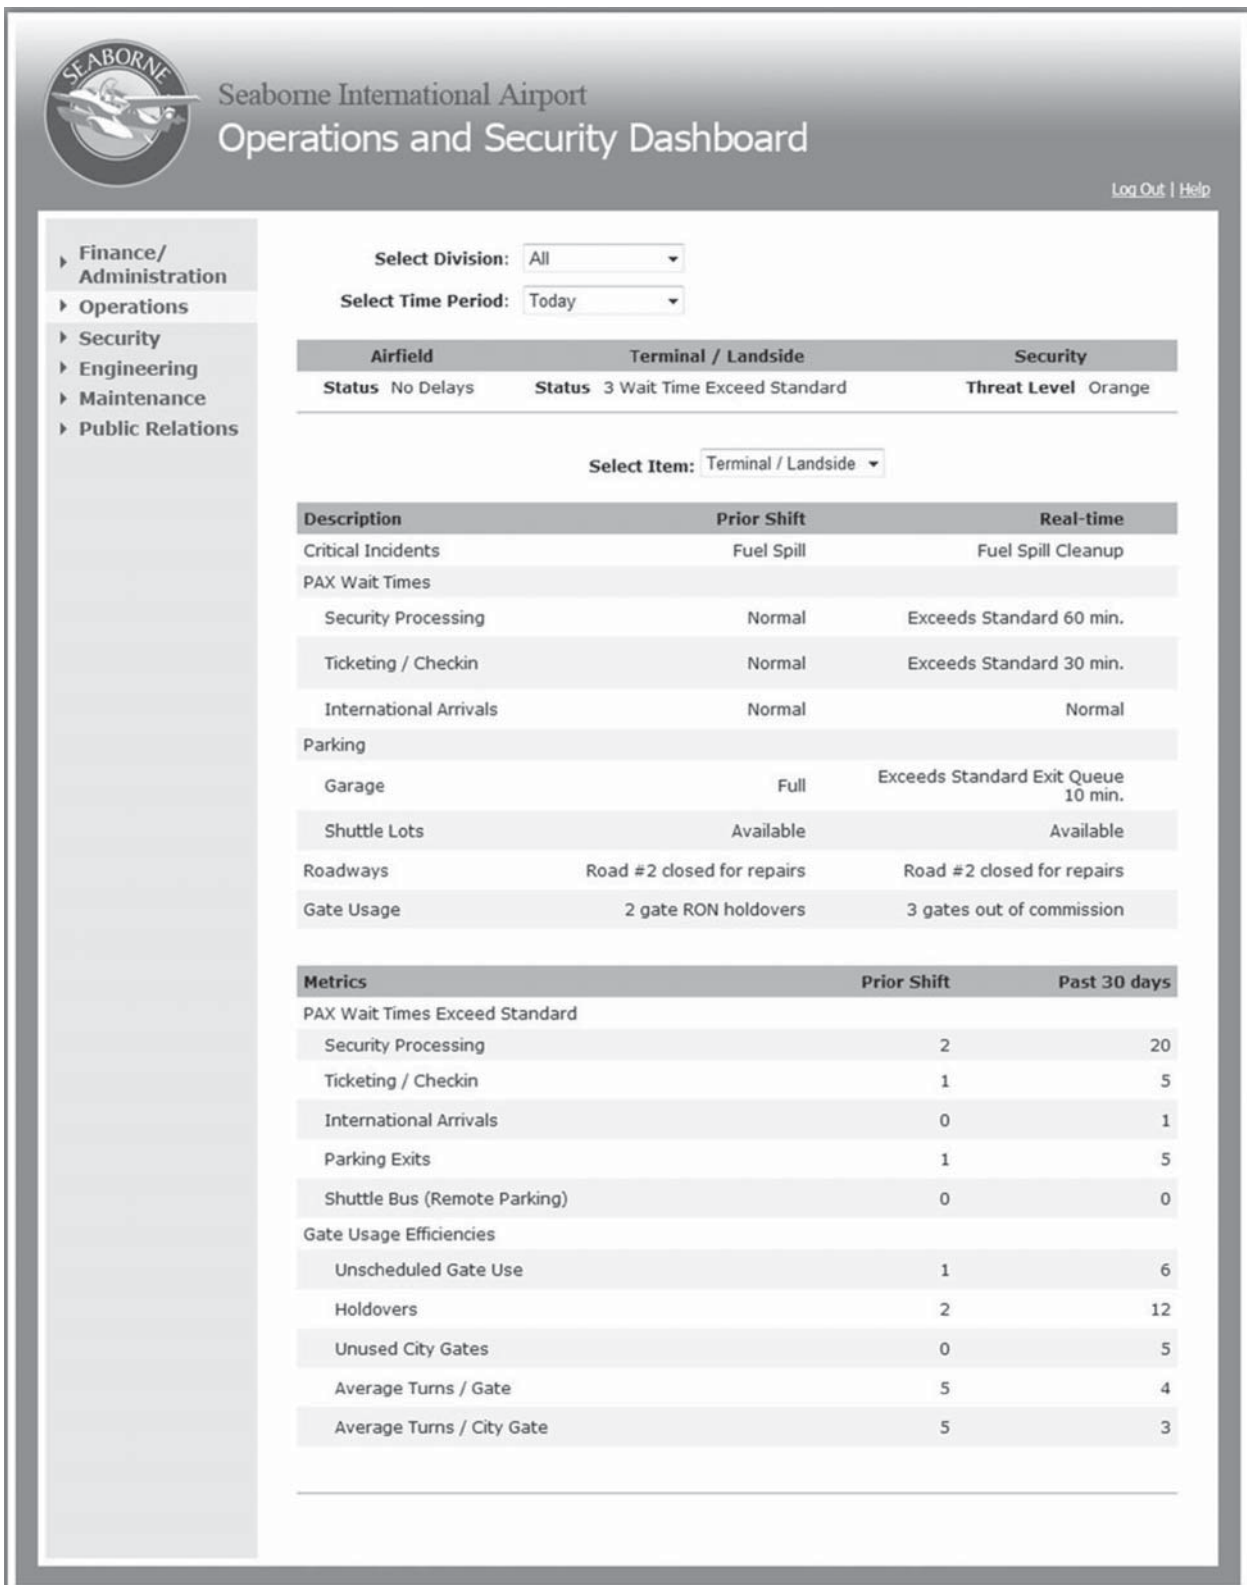 SEABORNE
Seaborne International Airport
Operations and Security Dashboard
Log Out | Help
Finance/
Administration
Operations
Security
Engineering
Maintenance
Public Relations
Select Division: All
Select Time Period: Today
Airfield Terminal / Landside Security
Status No Delays Status 3 Wait Time Exceed Standard Threat Level Orange
Select Item: Terminal / Landside
Description Prior Shift Real-time
Critical Incidents Fuel Spill Fuel Spill Cleanup
PAX Wait Times
Security Processing Normal Exceeds Standard 60 min.
Ticketing / Checkin Normal Exceeds Standard 30 min.
International Arrivals Normal Normal
Parking
Garage Full Exceeds Standard Exit Queue
10 min.
Shuttle Lots Available Available
Roadways Road #2 closed for repairs Road #2 closed for repairs
Gate Usage 2 gate RON holdovers 3 gates out of commission
Metrics Prior Shift Past 30 days
PAX Wait Times Exceed Standard
Security Processing 2 20
Ticketing / Checkin 1 5
International Arrivals 0 1
Parking Exits 1 5
Shuttle Bus (Remote Parking) 0 0
Gate Usage Efficiencies
Unscheduled Gate Use 1 6
Holdovers 2 12
Unused City Gates 0 5
Average Turns / Gate 5 4
Average Turns / City Gate 5 3